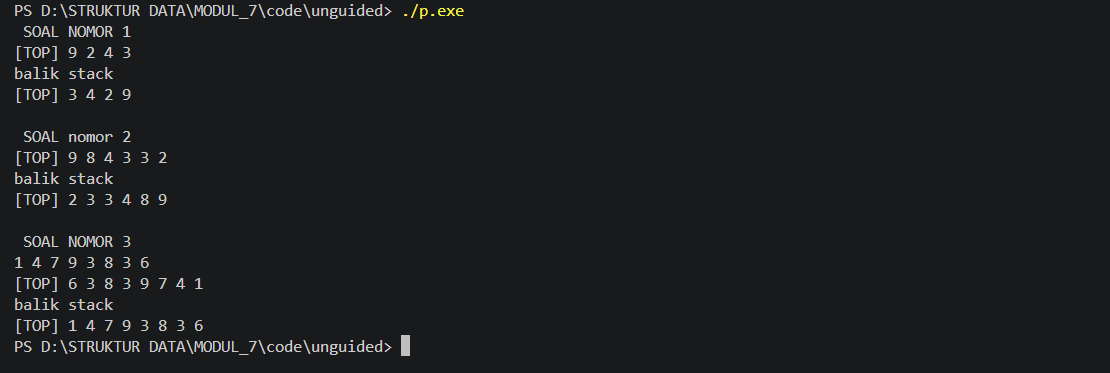 PS D:\STRUKTUR DATA\MODUL_7\code\unguided> ./p.exe
SOAL NOMOR 1
[TOP] 9 2 4 3
balik stack
[TOP] 3 4 2 9
SOAL nomor 2
[TOP] 9 8 4 3 3 2
balik stack
[TOP] 2 3 3 4 8 9
SOAL NOMOR 3
1 4 7 9 3 8 3 6
[TOP] 6 3 8 3 9 7 4 1
balik stack
[TOP] 1 4 7 9 3 8 3 6
PS D:\STRUKTUR DATA\MODUL_7\code\unguided>